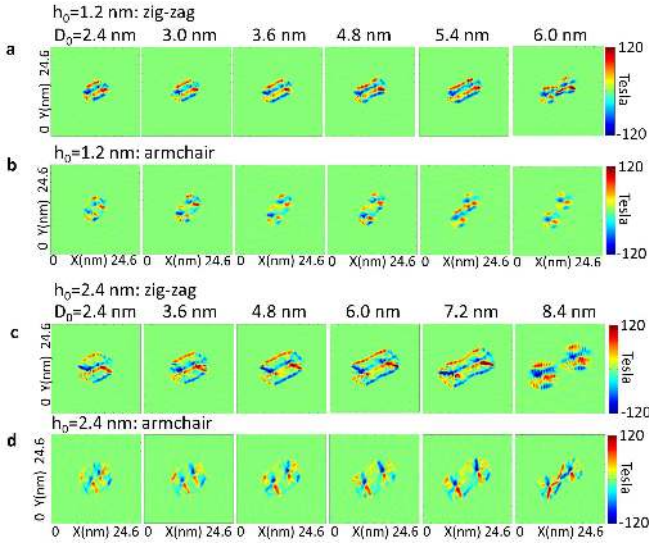 h₀=1.2 nm: zig-zag
D₀=2.4 nm 3.0 nm 3.6 nm 4.8 nm 5.4 nm 6.0 nm
a
0 Y(nm) 24.6
120
Tesla
-120
h₀=1.2 nm: armchair
b
0 Y(nm) 24.6
120
Tesla
-120
0 X(nm) 24.6 0 X(nm) 24.6 0 X(nm) 24.6 0 X(nm) 24.6 0 X(nm) 24.6 0 X(nm) 24.6
h₀=2.4 nm: zig-zag
D₀=2.4 nm 3.6 nm 4.8 nm 6.0 nm 7.2 nm 8.4 nm
c
0 Y(nm) 24.6
120
Tesla
-120
h₀=2.4 nm: armchair
d
0 Y(nm) 24.6
120
Tesla
-120
0 X(nm) 24.6 0 X(nm) 24.6 0 X(nm) 24.6 0 X(nm) 24.6 0 X(nm) 24.6 0 X(nm) 24.6